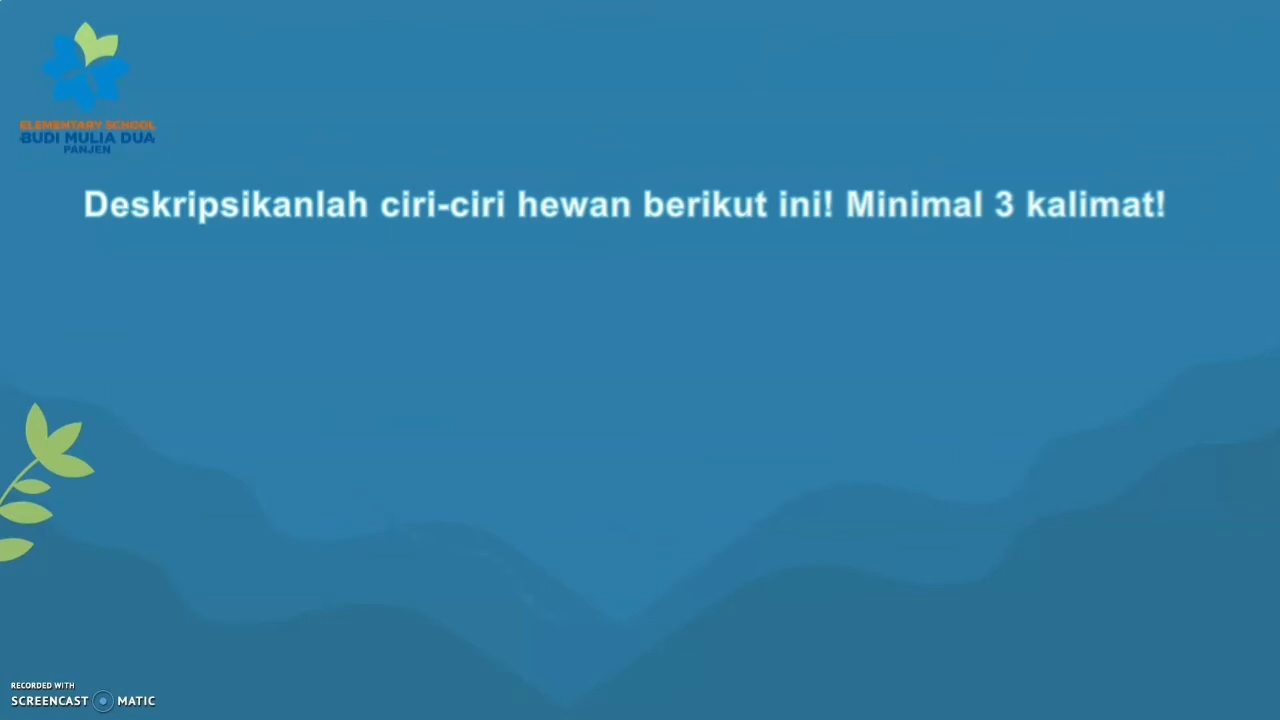 ELEMENTARY SCHOOL
BUDI MULIA DUA
PANJEN
Deskripsikanlah ciri-ciri hewan berikut ini! Minimal 3 kalimat!
RECORDED WITH
SCREENCAST MATIC